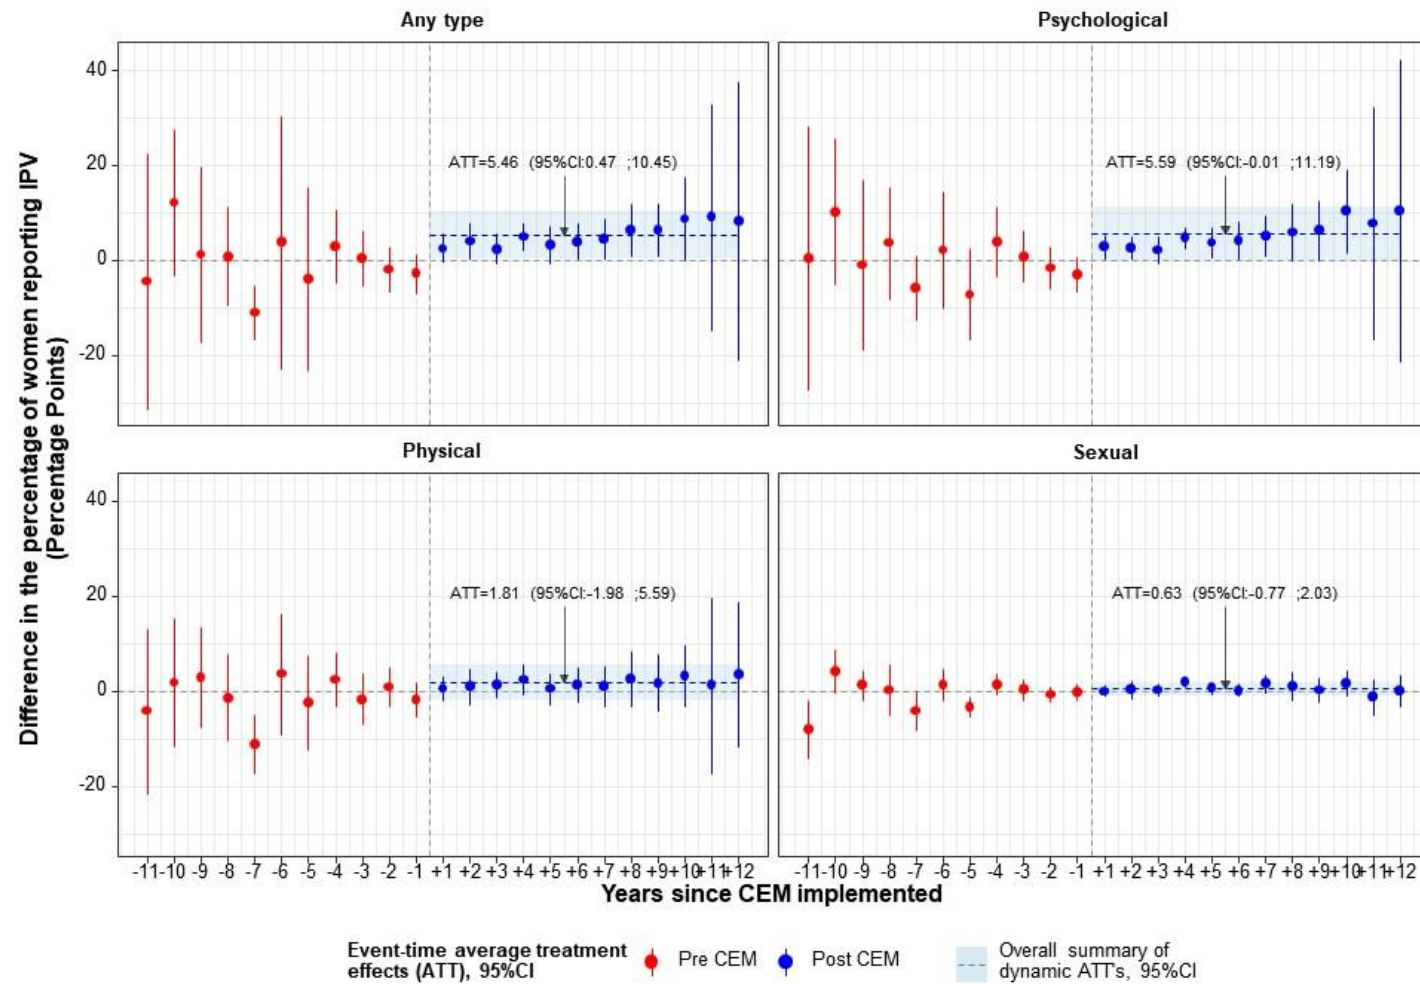 Any type
Psychological
40
20
0
-20
ATT=5.46 (95%CI:0.47 ;10.45)
ATT=5.59 (95%CI:-0.01 ;11.19)
Difference in the percentage of women reporting IPV
(Percentage Points)
Physical
Sexual
40
20
0
-20
ATT=1.81 (95%CI:-1.98 ;5.59)
ATT=0.63 (95%CI:-0.77 ;2.03)
-11 -10 -9 -8 -7 -6 -5 -4 -3 -2 -1 +1 +2 +3 +4 +5 +6 +7 +8 +9 +10 +11 +12
-11 -10 -9 -8 -7 -6 -5 -4 -3 -2 -1 +1 +2 +3 +4 +5 +6 +7 +8 +9 +10 +11 +12
Years since CEM implemented
Event-time average treatment
effects (ATT), 95%CI
Pre CEM
Post CEM
Overall summary of
dynamic ATT's, 95%CI